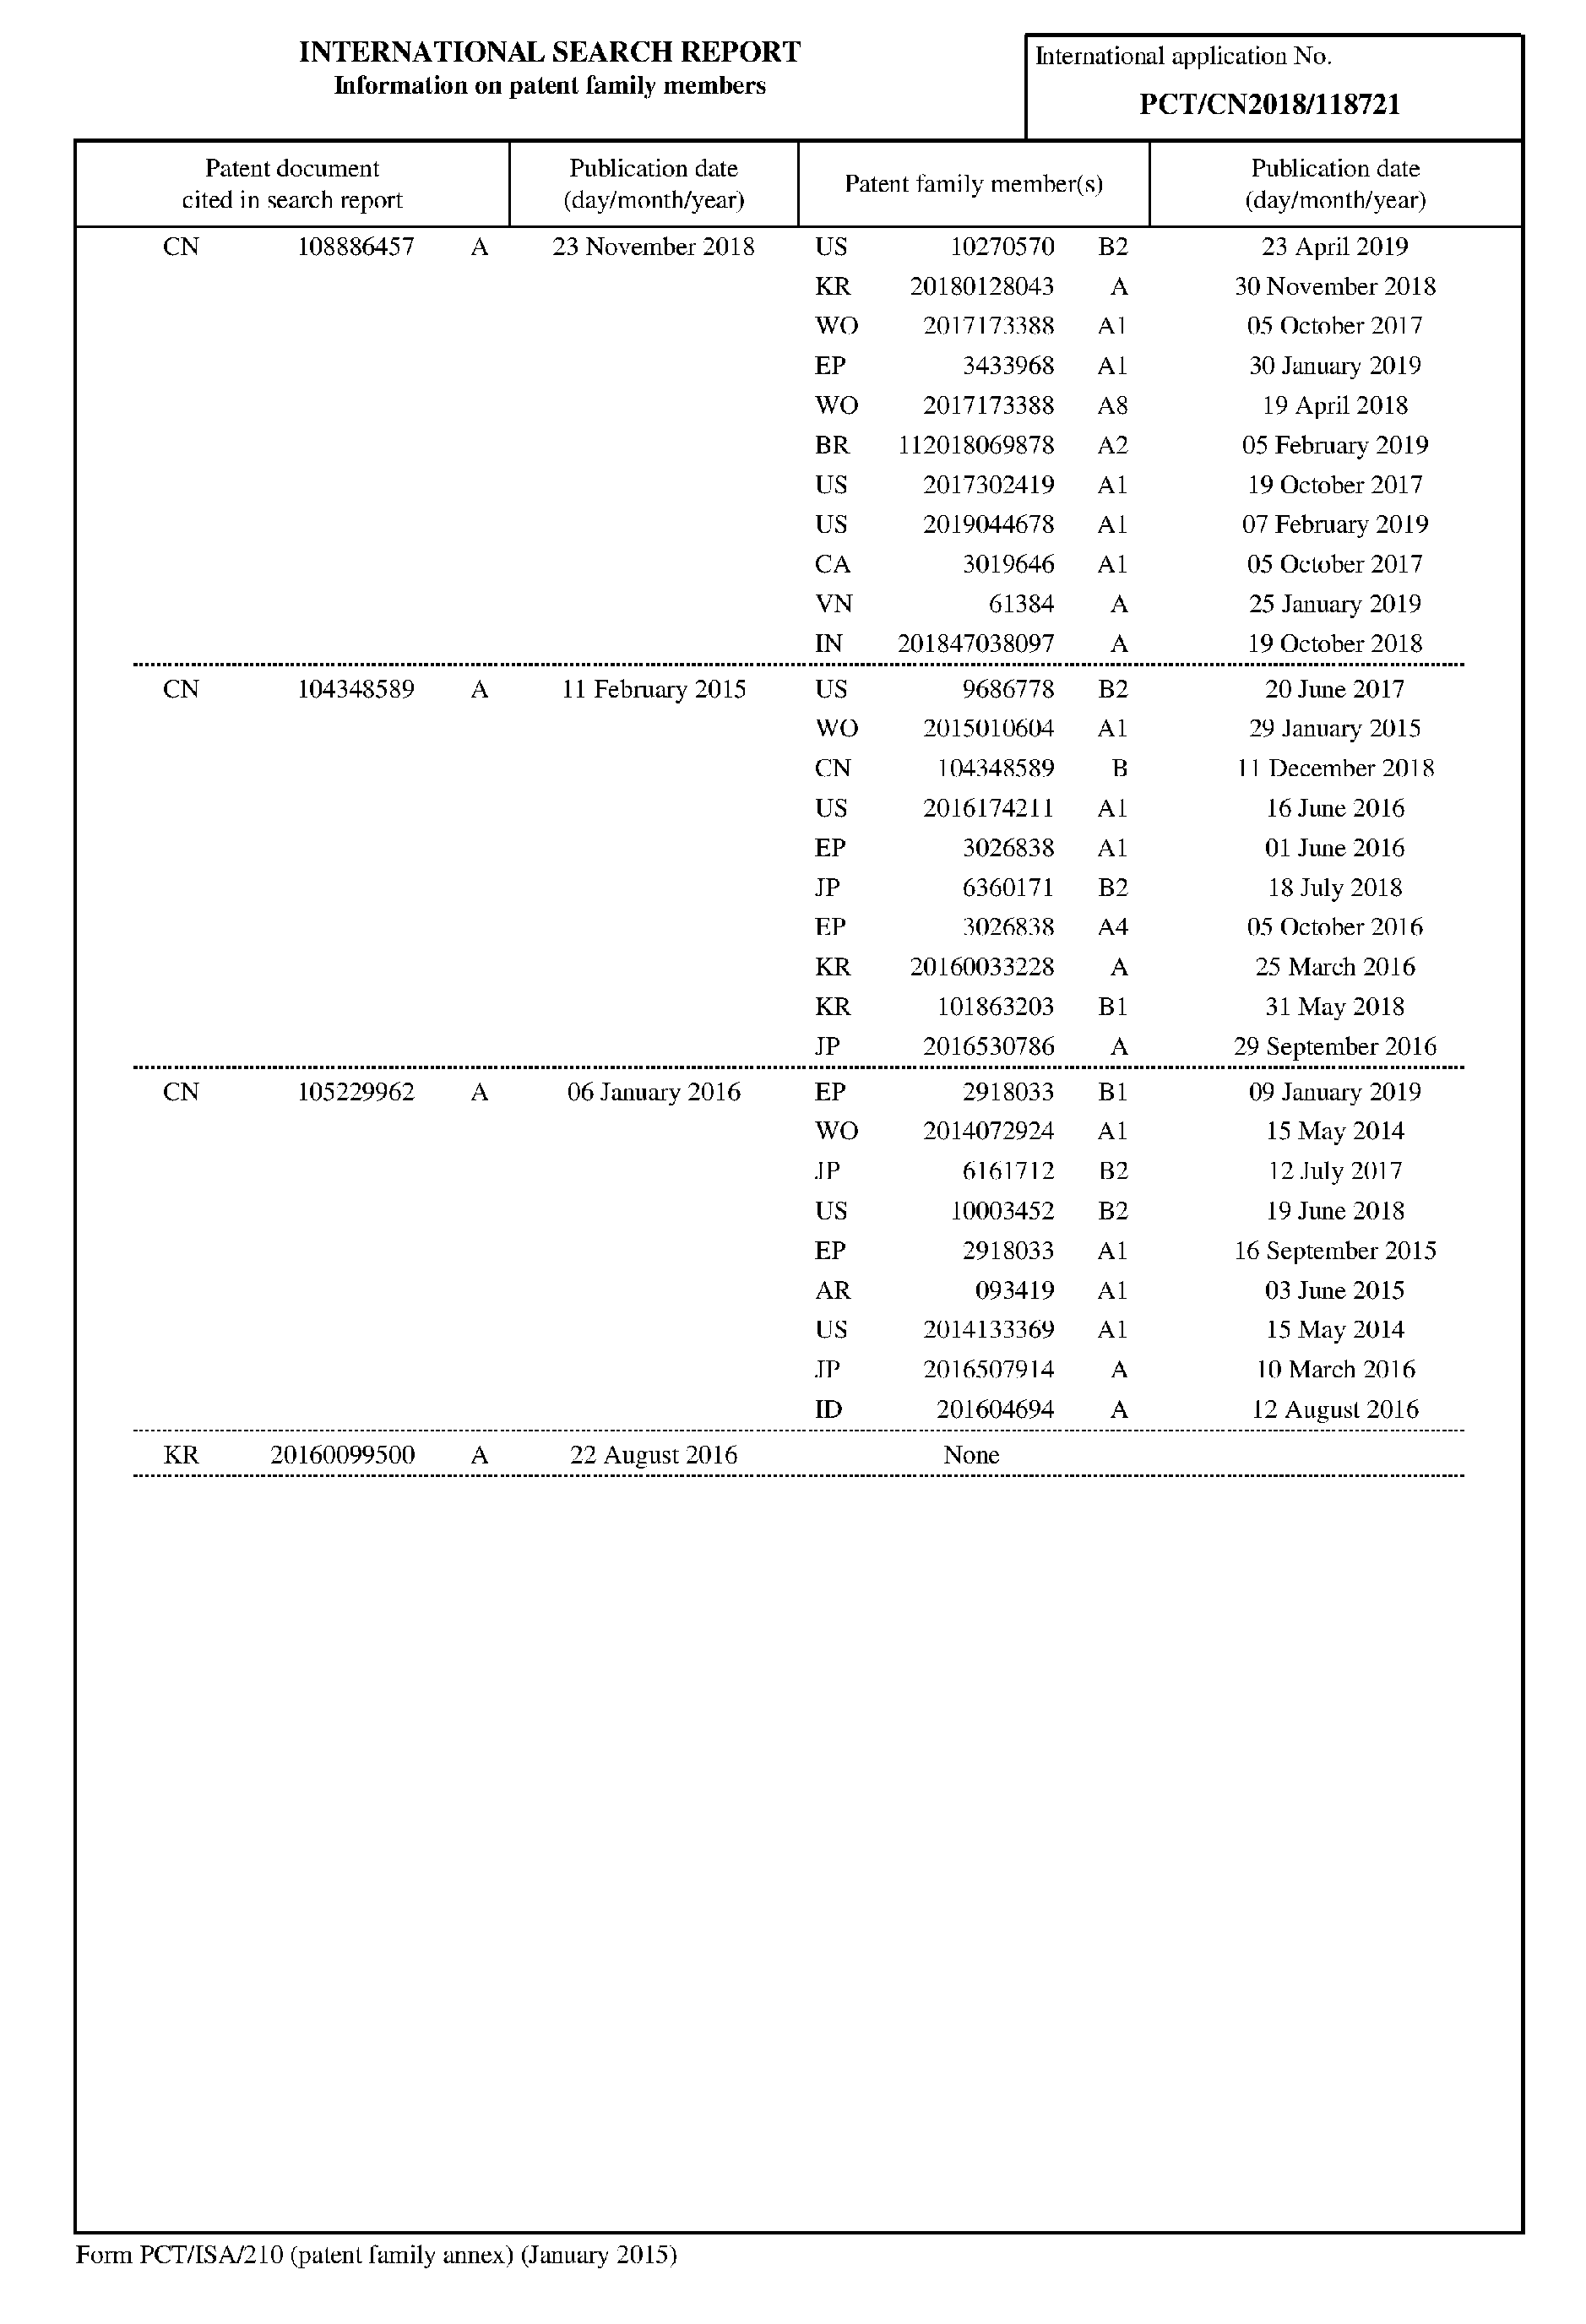 INTERNATIONAL SEARCH REPORT
Information on patent family members
International application No.
PCT/CN2018/118721
Patent document cited in search report | Publication date (day/month/year) | Patent family member(s) | Publication date (day/month/year)
CN 108886457 A 23 November 2018 US 10270570 B2 23 April 2019
KR 20180128043 A 30 November 2018
WO 2017173388 A1 05 October 2017
EP 3433968 A1 30 January 2019
WO 2017173388 A8 19 April 2018
BR 112018069878 A2 05 February 2019
US 2017302419 A1 19 October 2017
US 2019044678 A1 07 February 2019
CA 3019646 A1 05 October 2017
VN 61384 A 25 January 2019
IN 201847038097 A 19 October 2018
CN 104348589 A 11 February 2015 US 9686778 B2 20 June 2017
WO 2015010604 A1 29 January 2015
CN 104348589 B 11 December 2018
US 2016174211 A1 16 June 2016
EP 3026838 A1 01 June 2016
JP 6360171 B2 18 July 2018
EP 3026838 A4 05 October 2016
KR 20160033228 A 25 March 2016
KR 101863203 B1 31 May 2018
JP 2016530786 A 29 September 2016
CN 105229962 A 06 January 2016 EP 2918033 B1 09 January 2019
WO 2014072924 A1 15 May 2014
JP 6161712 B2 12 July 2017
US 10003452 B2 19 June 2018
EP 2918033 A1 16 September 2015
AR 093419 A1 03 June 2015
US 2014133369 A1 15 May 2014
JP 2016507914 A 10 March 2016
ID 201604694 A 12 August 2016
KR 20160099500 A 22 August 2016 None
Form PCT/ISA/210 (patent family annex) (January 2015)